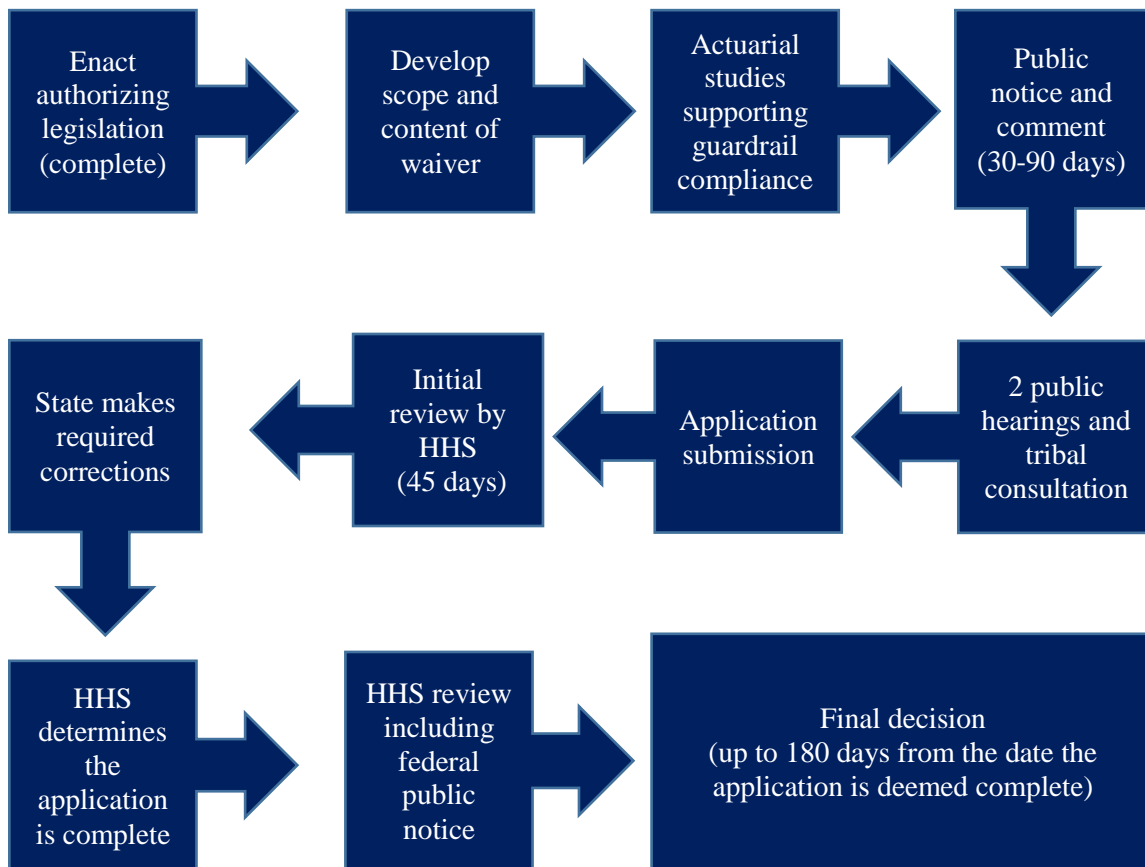 Enact
authorizing
legislation
(complete)
Develop
scope and
content of
waiver
Actuarial
studies
supporting
guardrail
compliance
Public
notice and
comment
(30-90 days)
2 public
hearings and
tribal
consultation
Application
submission
Initial
review by
HHS
(45 days)
State makes
required
corrections
HHS
determines
the
application
is complete
HHS review
including
federal
public
notice
Final decision
(up to 180 days from the date the
application is deemed complete)